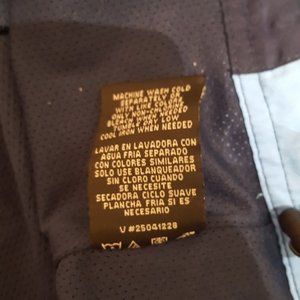 MACHINE WASH COLD
SEPARATELY OR
WITH LIKE COLORS
ONLY NON-CHLORINE
BLEACH WHEN NEEDED
TUMBLE DRY LOW
COOL IRON WHEN NEEDED
LAVAR EN LAVADORA CON
AGUA FRIA SEPARADO
CON COLORES SIMILARES
SOLO USE BLANQUEADOR
SIN CLORO CUANDO
SE NECESITE
SECADORA CICLO SUAVE
PLANCHA FRIA SI ES
NECESARIO
V #25041228